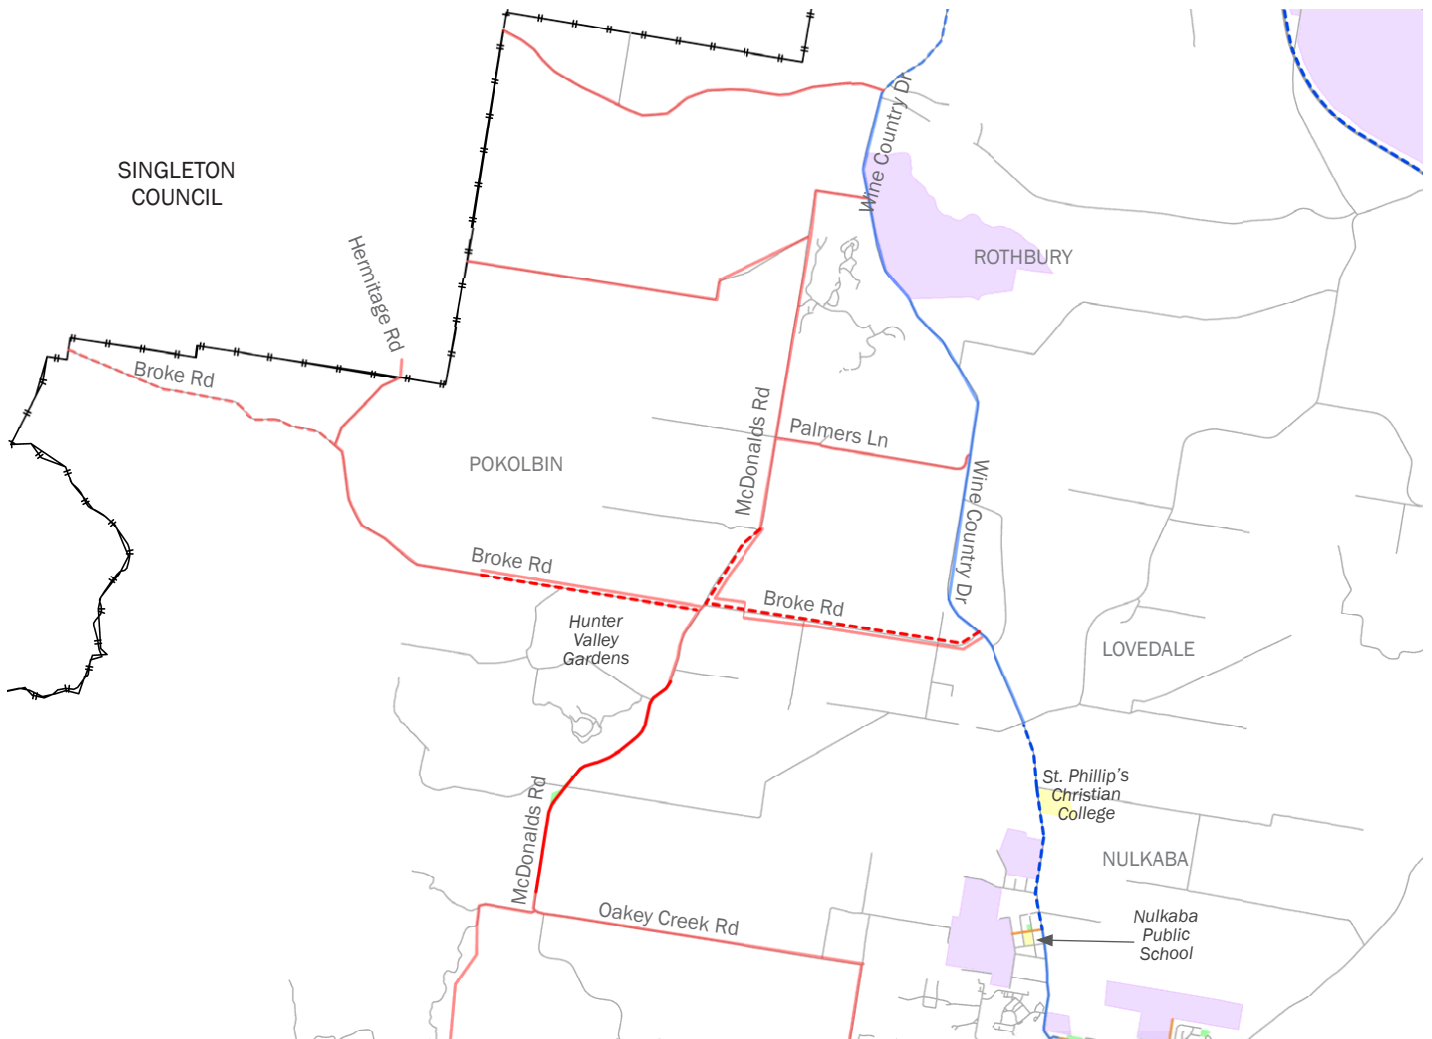 SINGLETON
COUNCIL
Wine Country Dr
Hermitage Rd
ROTHBURY
Broke Rd
McDonalds Rd
Palmers Ln
POKOLBIN
Wine Country Dr
Broke Rd
Broke Rd
Hunter
Valley
Gardens
LOVEDALE
McDonalds Rd
St. Phillip's
Christian
College
NULKABA
Oakey Creek Rd
Nulkaba
Public
School